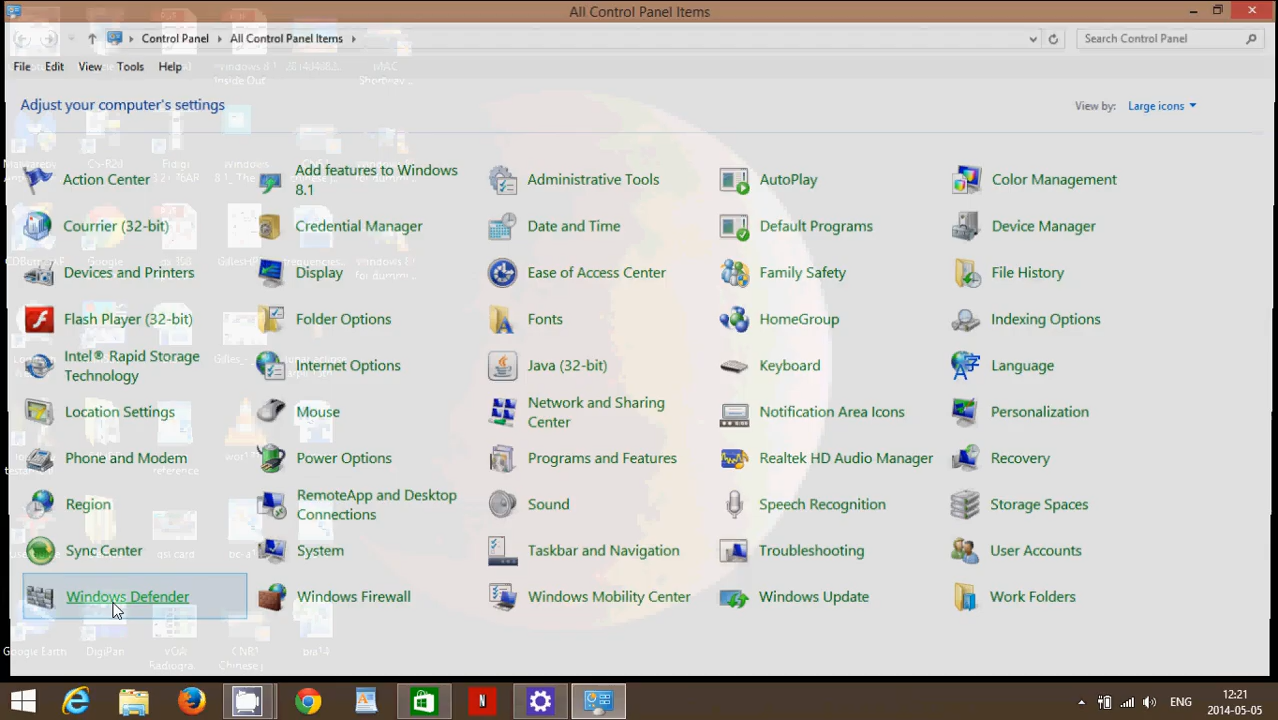 All Control Panel Items
Control Panel
All Control Panel Items
Search Control Panel
File Edit View Tools Help
Adjust your computer's settings
View by: Large icons
Action Center
Add features to Windows
8.1
Administrative Tools
AutoPlay
Color Management
Courrier (32-bit)
Credential Manager
Date and Time
Default Programs
Device Manager
Devices and Printers
Display
Ease of Access Center
Family Safety
File History
Flash Player (32-bit)
Folder Options
Fonts
HomeGroup
Indexing Options
Intel® Rapid Storage
Technology
Internet Options
Java (32-bit)
Keyboard
Language
Location Settings
Mouse
Network and Sharing
Center
Notification Area Icons
Personalization
Phone and Modem
Power Options
Programs and Features
Realtek HD Audio Manager
Recovery
Region
RemoteApp and Desktop
Connections
Sound
Speech Recognition
Storage Spaces
Sync Center
System
Taskbar and Navigation
Troubleshooting
User Accounts
Windows Defender
Windows Firewall
Windows Mobility Center
Windows Update
Work Folders
Google Earth
DigiPan
ENG
12:21
2014-05-05